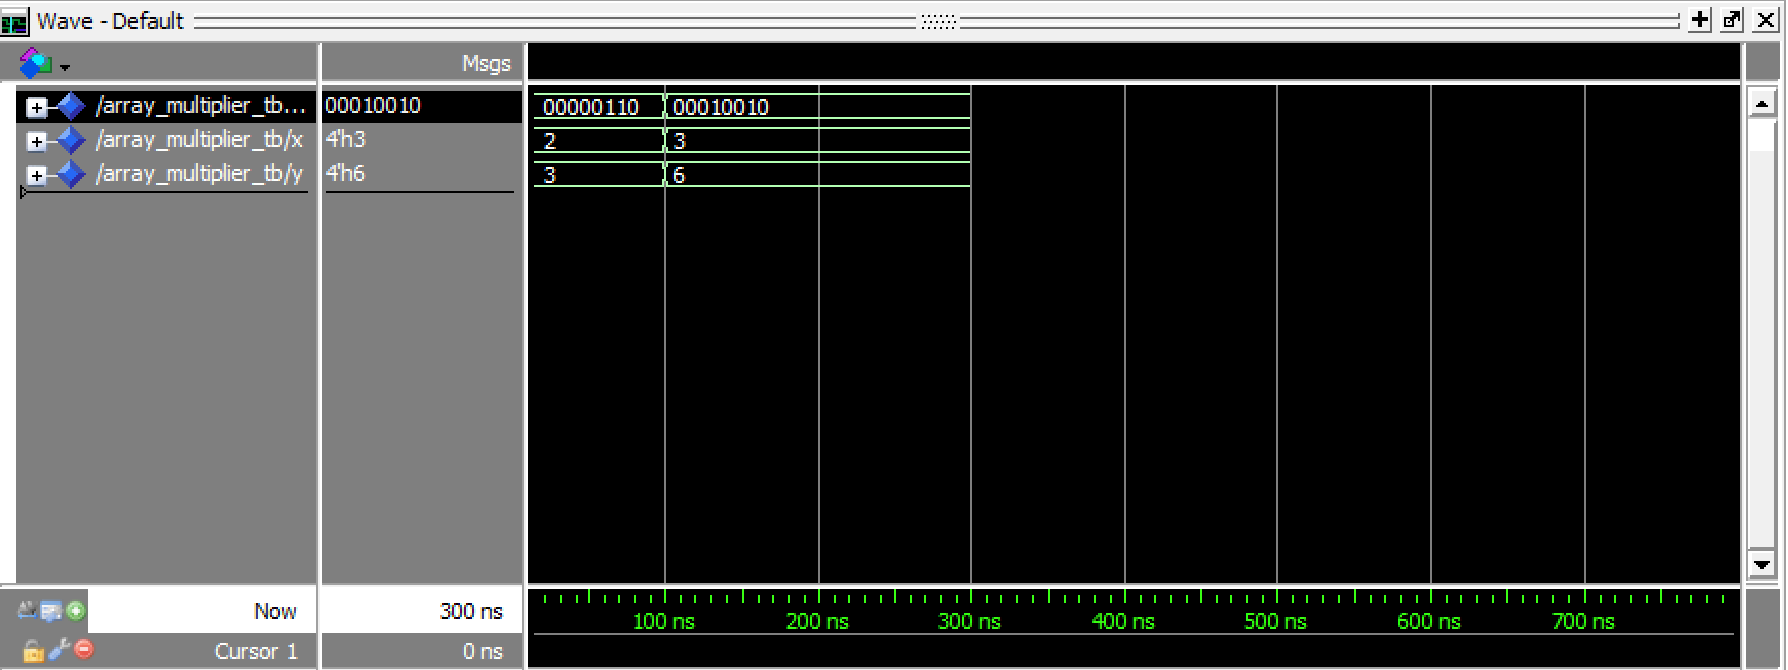 Wave - Default
Msgs
/array_multiplier_tb... 00010010 00000110 00010010
/array_multiplier_tb/x 4'h3 2 3
/array_multiplier_tb/y 4'h6 3 6
Now 300 ns
100 ns 200 ns 300 ns 400 ns 500 ns 600 ns 700 ns
Cursor 1 0 ns